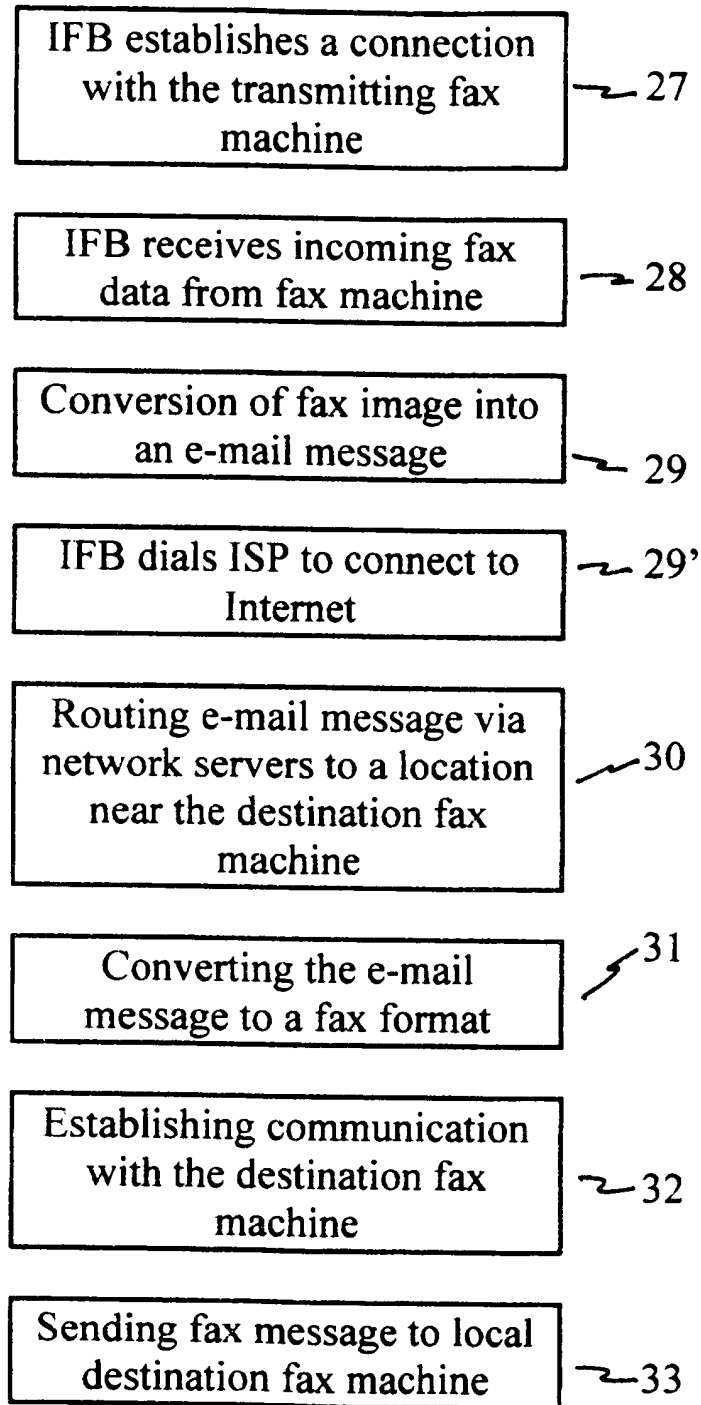 IFB establishes a connection
with the transmitting fax
machine
27
IFB receives incoming fax
data from fax machine
28
Conversion of fax image into
an e-mail message
29
IFB dials ISP to connect to
Internet
29’
Routing e-mail message via
network servers to a location
near the destination fax
machine
30
Converting the e-mail
message to a fax format
31
Establishing communication
with the destination fax
machine
32
Sending fax message to local
destination fax machine
33